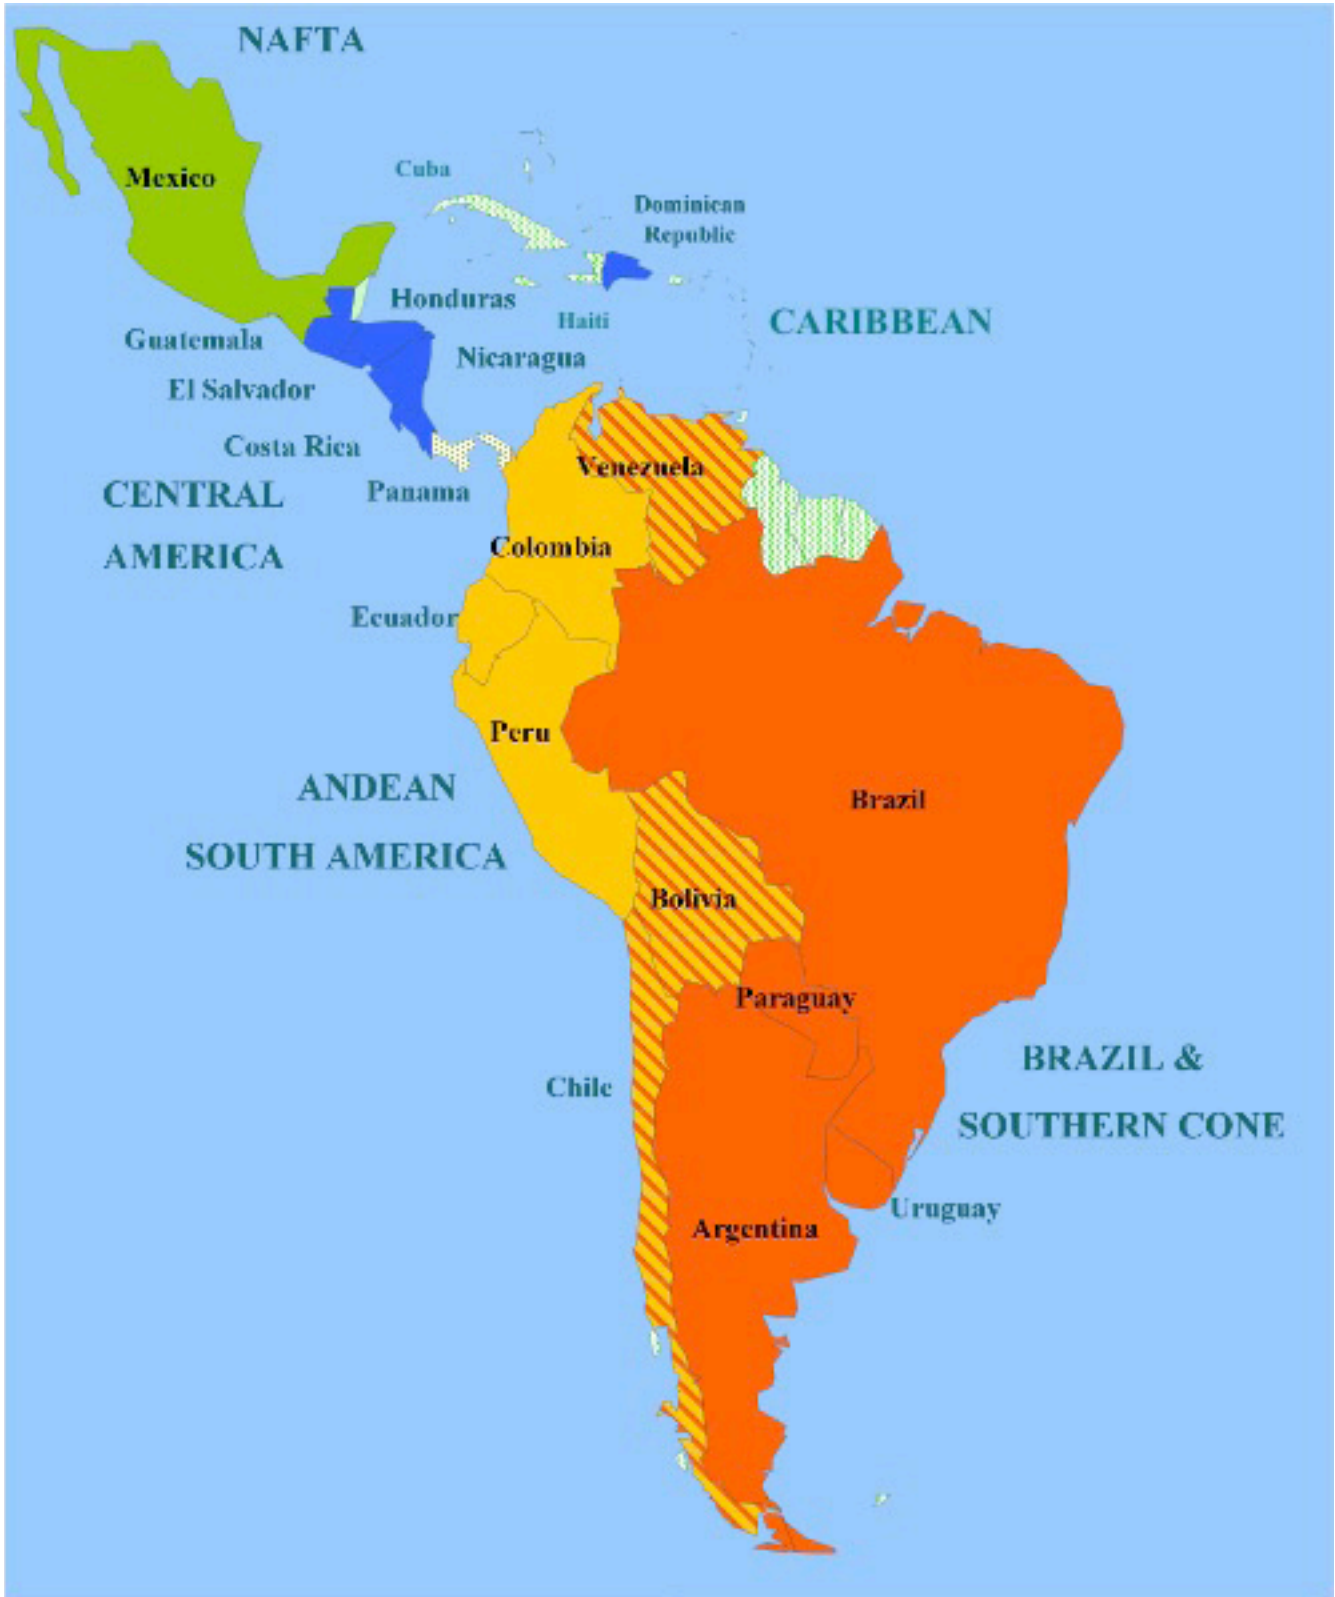 NAFTA
Mexico
Cuba
Dominican
Republic
Honduras
Haiti
CARIBBEAN
Guatemala
Nicaragua
El Salvador
Costa Rica
Venezuela
Panama
CENTRAL
AMERICA
Colombia
Ecuador
Peru
ANDEAN
SOUTH AMERICA
Brazil
Bolivia
Paraguay
Chile
BRAZIL &
SOUTHERN CONE
Uruguay
Argentina